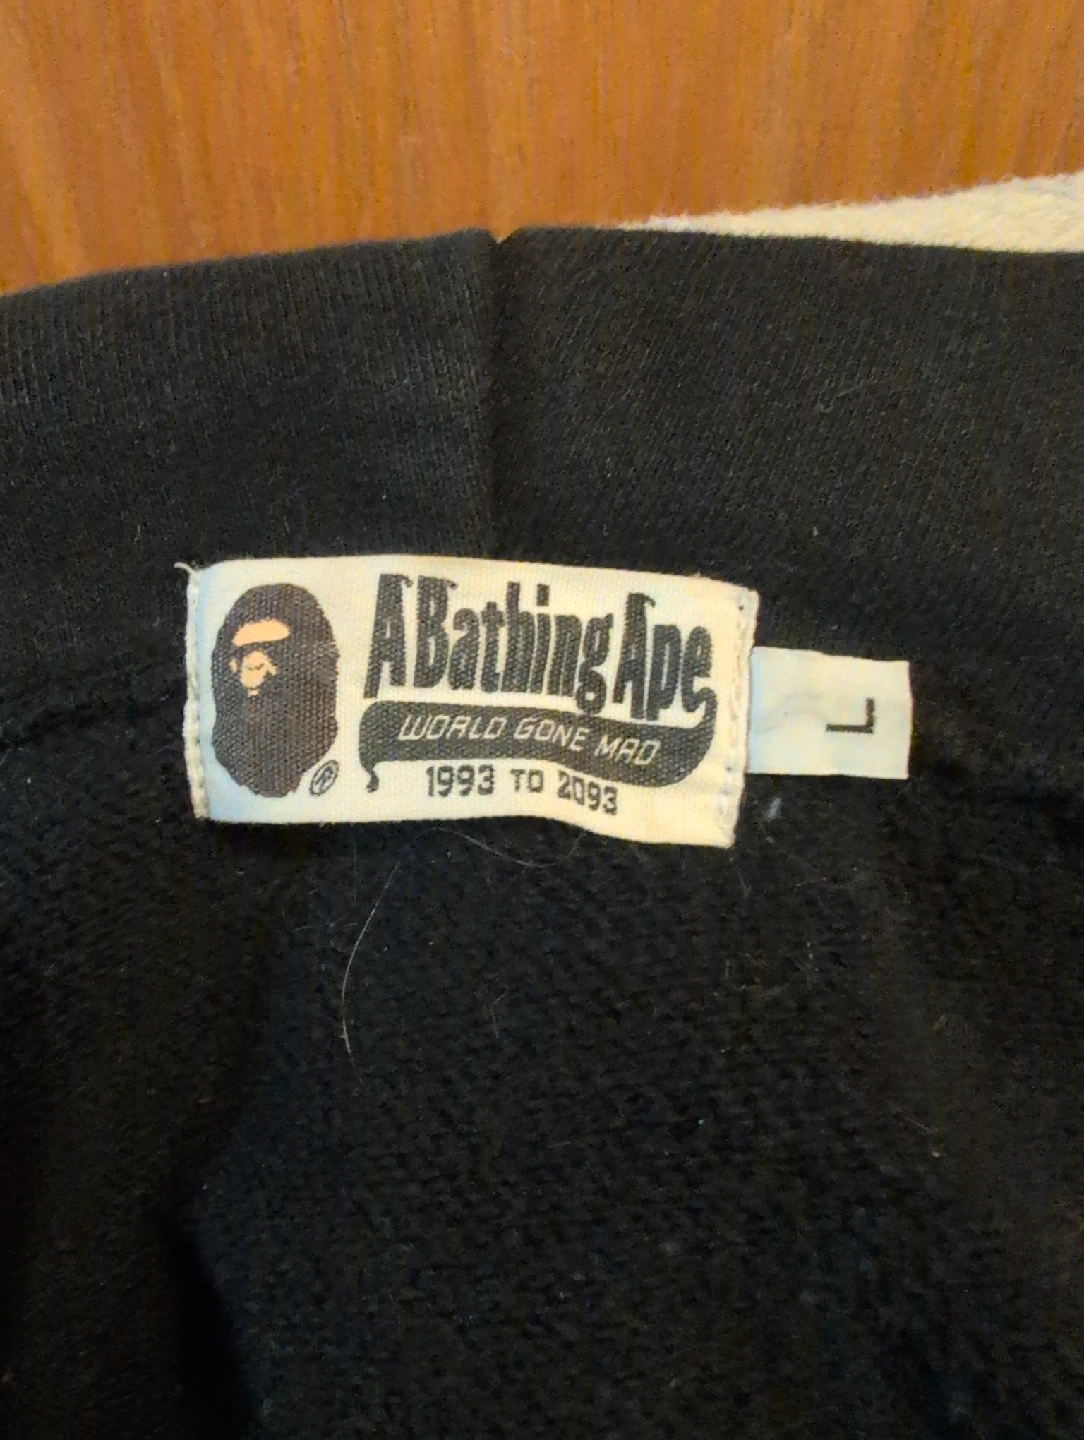 A Bathing Ape
WORLD GONE MAD
1993 TO 2093
®
L